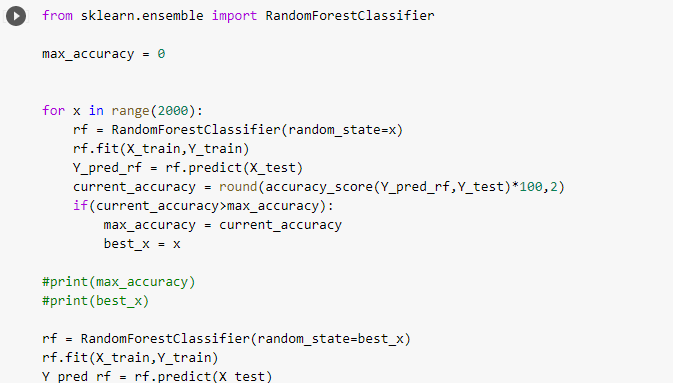 from sklearn.ensemble import RandomForestClassifier
max_accuracy = 0
for x in range(2000):
    rf = RandomForestClassifier(random_state=x)
    rf.fit(X_train,Y_train)
    Y_pred_rf = rf.predict(X_test)
    current_accuracy = round(accuracy_score(Y_pred_rf,Y_test)*100,2)
    if(current_accuracy>max_accuracy):
        max_accuracy = current_accuracy
        best_x = x
#print(max_accuracy)
#print(best_x)
rf = RandomForestClassifier(random_state=best_x)
rf.fit(X_train,Y_train)
Y_pred_rf = rf.predict(X_test)